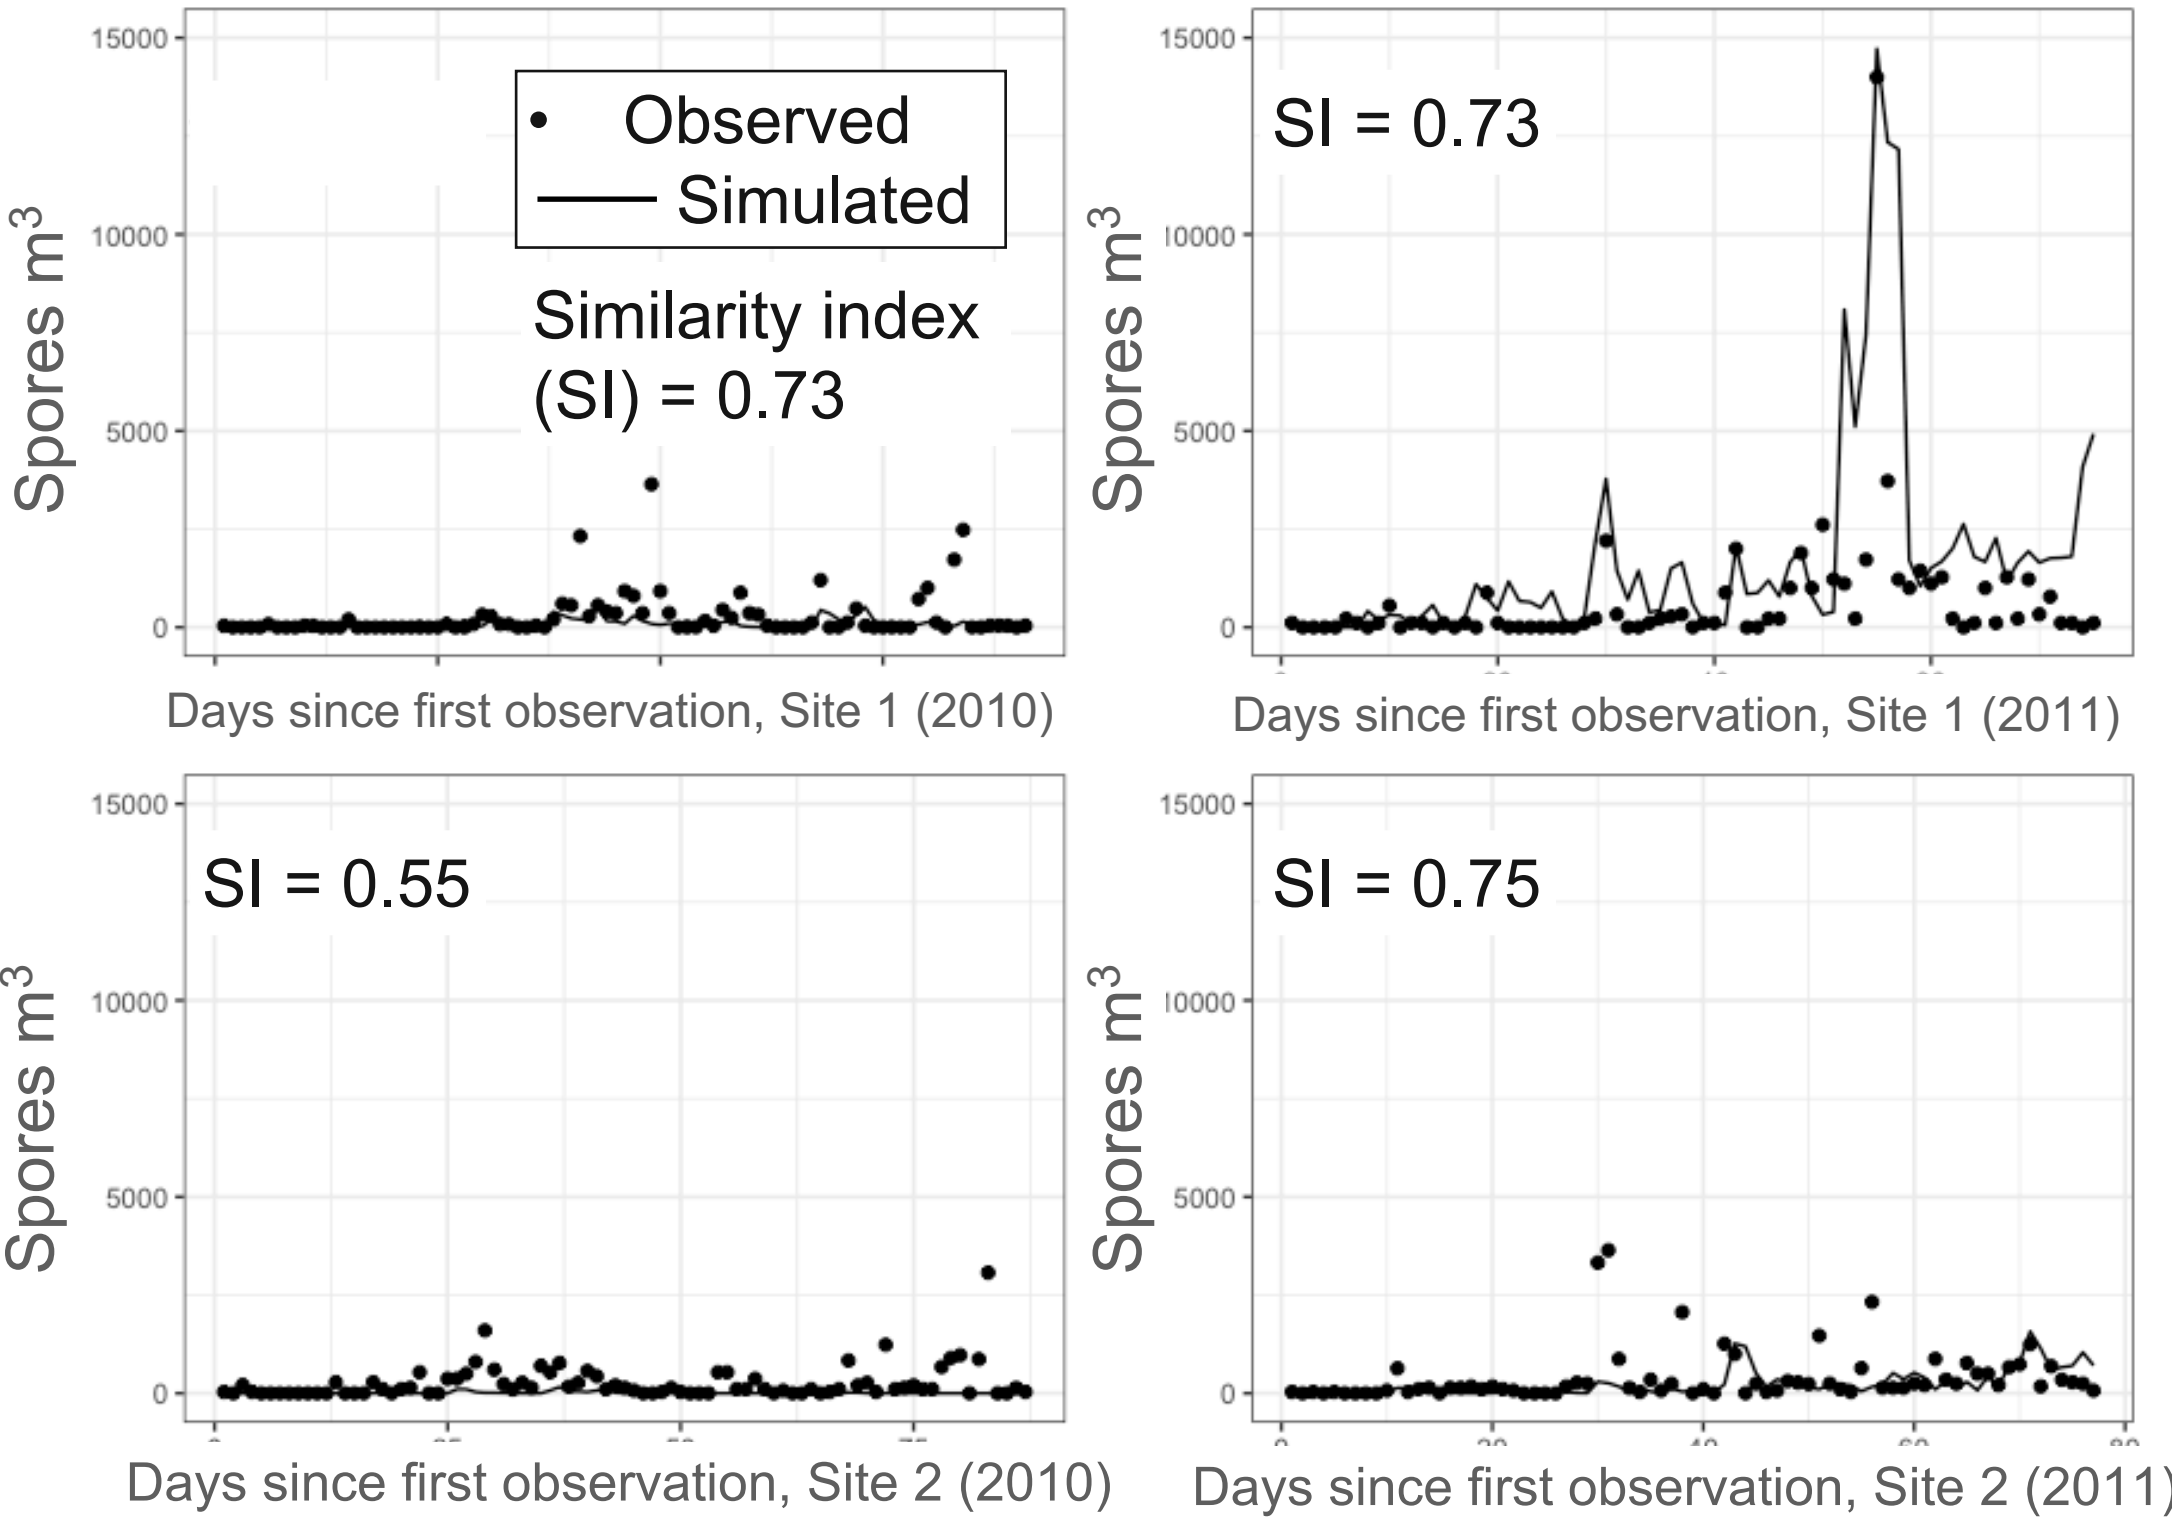 15000
10000
5000
0
Spores m³
Observed
Simulated
Similarity index
(SI) = 0.73
Days since first observation, Site 1 (2010)
15000
10000
5000
0
Spores m³
SI = 0.73
Days since first observation, Site 1 (2011)
15000
10000
5000
0
Spores m³
SI = 0.55
Days since first observation, Site 2 (2010)
15000
10000
5000
0
Spores m³
SI = 0.75
Days since first observation, Site 2 (2011)